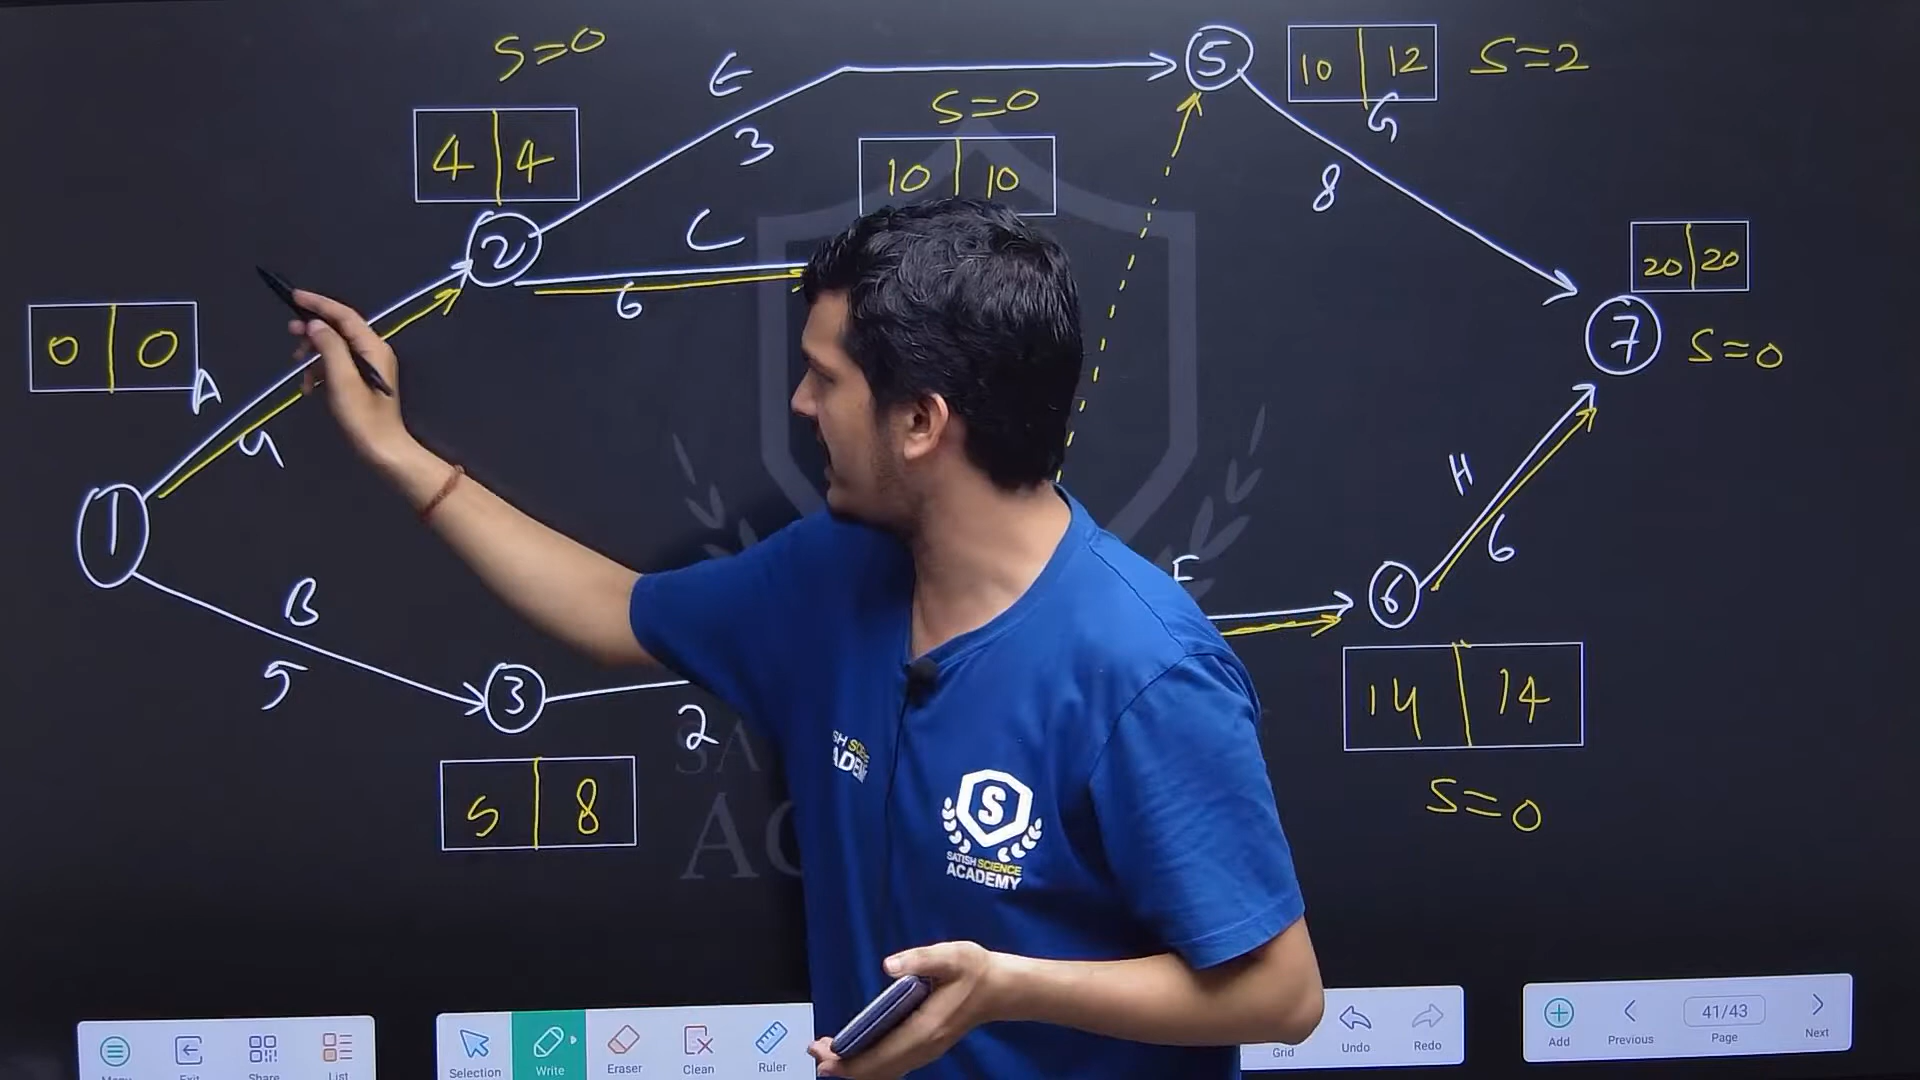 S=0
E
3
5
10 | 12
S=2
S=0
4 | 4
10 | 10
G
8
2
C
6
20 | 20
7
S=0
0 | 0
A
4
H
6
1
B
5
F
6
3
2
14 | 14
5 | 8
S=0
SATISH SCIENCE
ACADEMY
Selection
Write
Eraser
Clean
Ruler
Grid
Undo
Redo
Add
Previous
41/43
Page
Next
Menu
Exit
Share
List